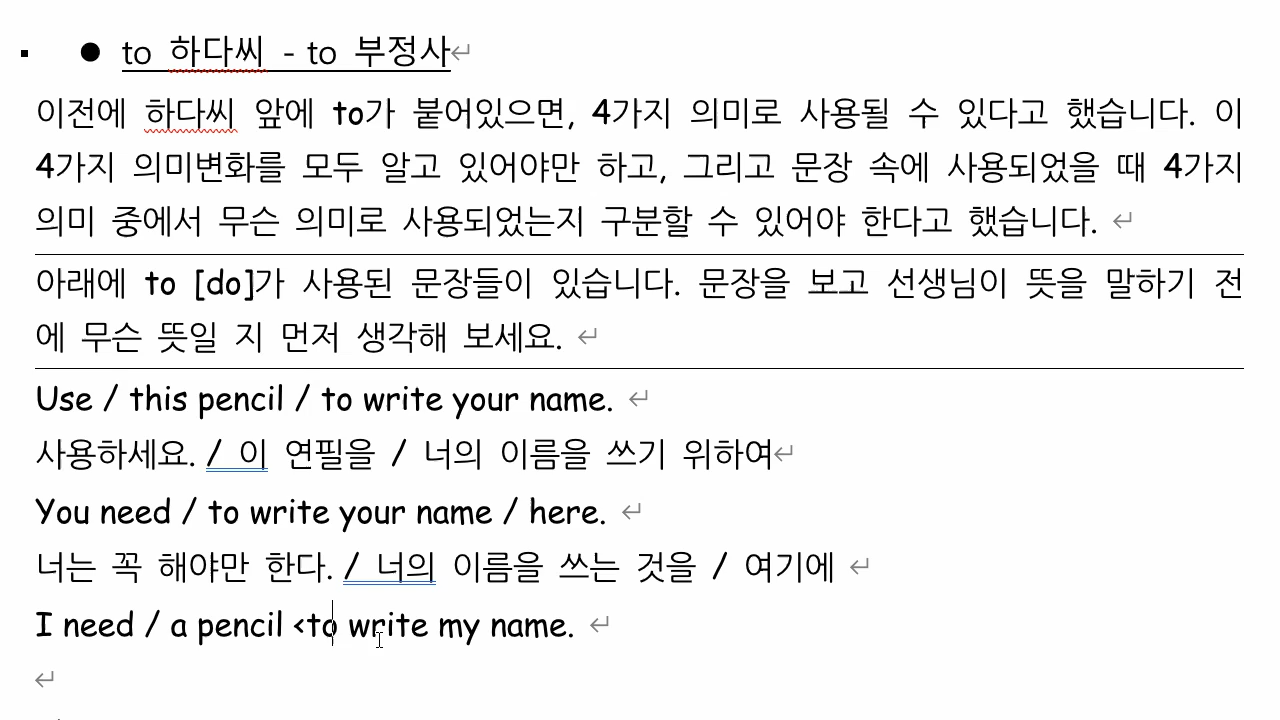 ● to 하다씨 - to 부정사↵
이전에 하다씨 앞에 to가 붙어있으면, 4가지 의미로 사용될 수 있다고 했습니다. 이
4가지 의미변화를 모두 알고 있어야만 하고, 그리고 문장 속에 사용되었을 때 4가지
의미 중에서 무슨 의미로 사용되었는지 구분할 수 있어야 한다고 했습니다. ↵
아래에 to [do]가 사용된 문장들이 있습니다. 문장을 보고 선생님이 뜻을 말하기 전
에 무슨 뜻일 지 먼저 생각해 보세요. ↵
Use / this pencil / to write your name. ↵
사용하세요. / 이 연필을 / 너의 이름을 쓰기 위하여↵
You need / to write your name / here. ↵
너는 꼭 해야만 한다. / 너의 이름을 쓰는 것을 / 여기에 ↵
I need / a pencil <to write my name. ↵
↵